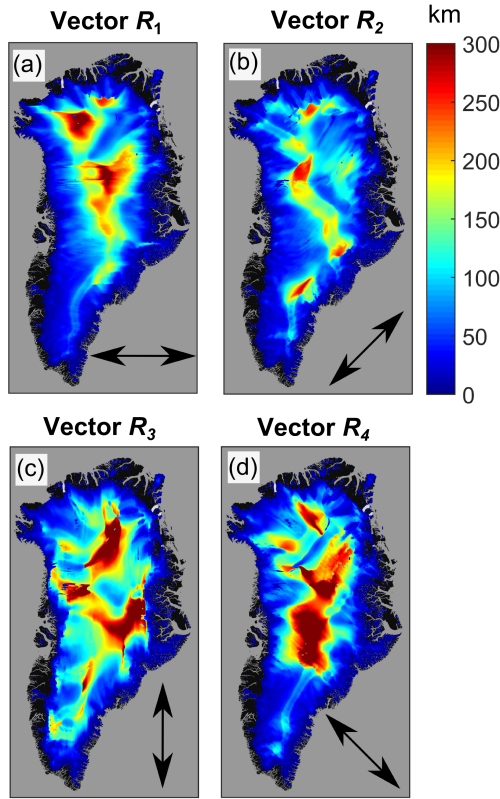 Vector R1
Vector R2
km
(a)
(b)
300
250
200
150
100
50
0
Vector R3
Vector R4
(c)
(d)